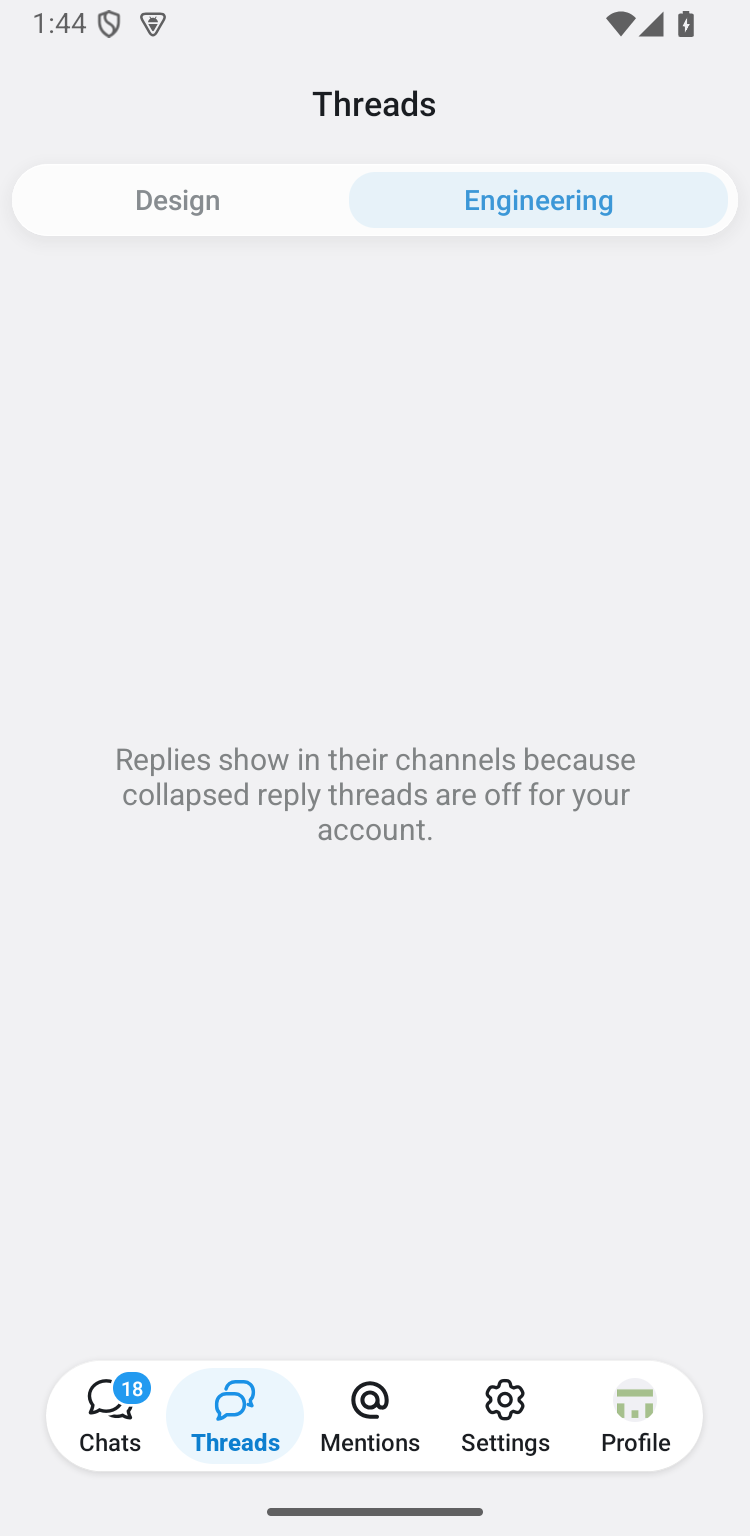 1:44
Threads
Design
Engineering
Replies show in their channels because
collapsed reply threads are off for your
account.
18
Chats
Threads
Mentions
Settings
Profile